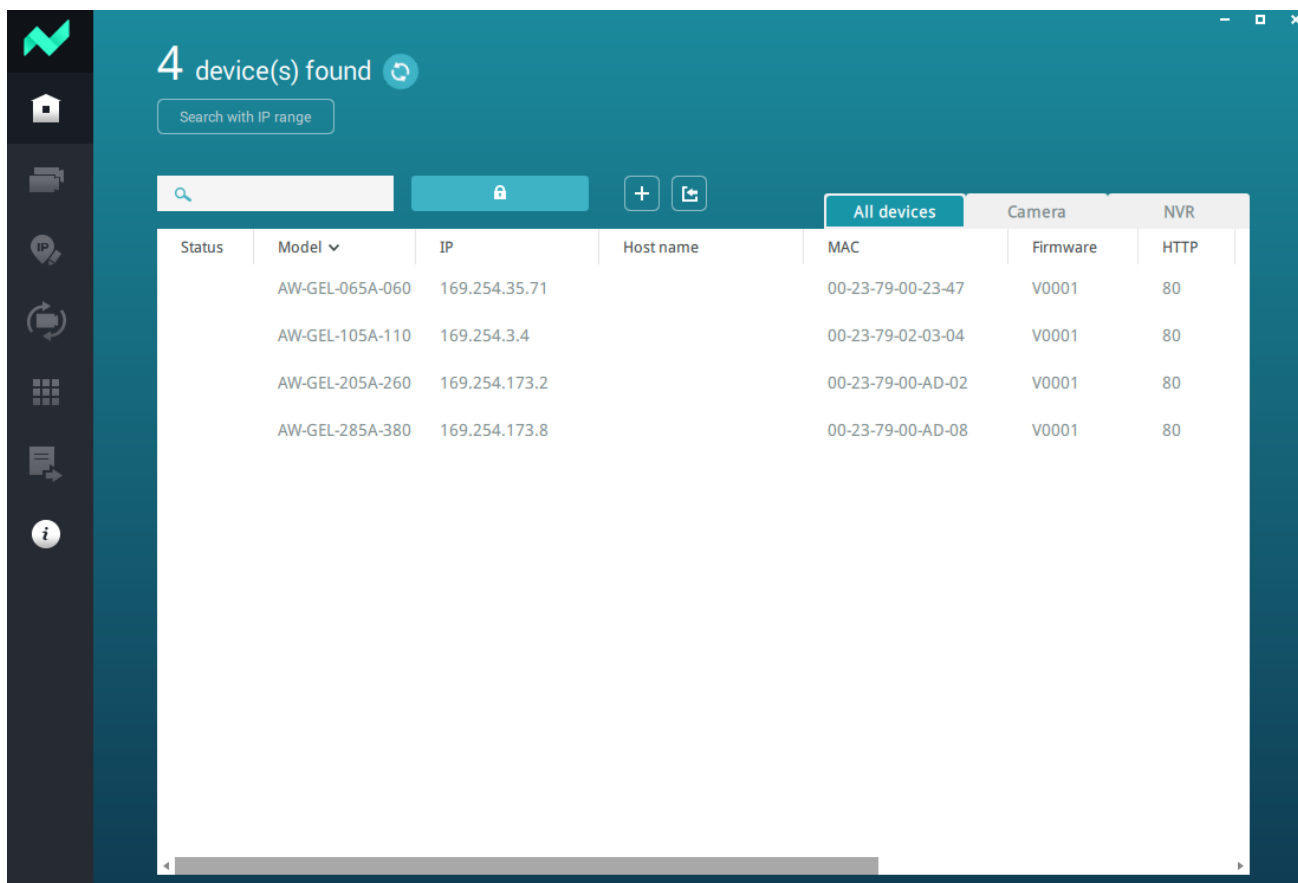 4 device(s) found
Search with IP range
All devices Camera NVR
Status Model IP Host name MAC Firmware HTTP
AW-GEL-065A-060 169.254.35.71 00-23-79-00-23-47 V0001 80
IP
AW-GEL-105A-110 169.254.3.4 00-23-79-02-03-04 V0001 80
AW-GEL-205A-260 169.254.173.2 00-23-79-00-AD-02 V0001 80
AW-GEL-285A-380 169.254.173.8 00-23-79-00-AD-08 V0001 80
i